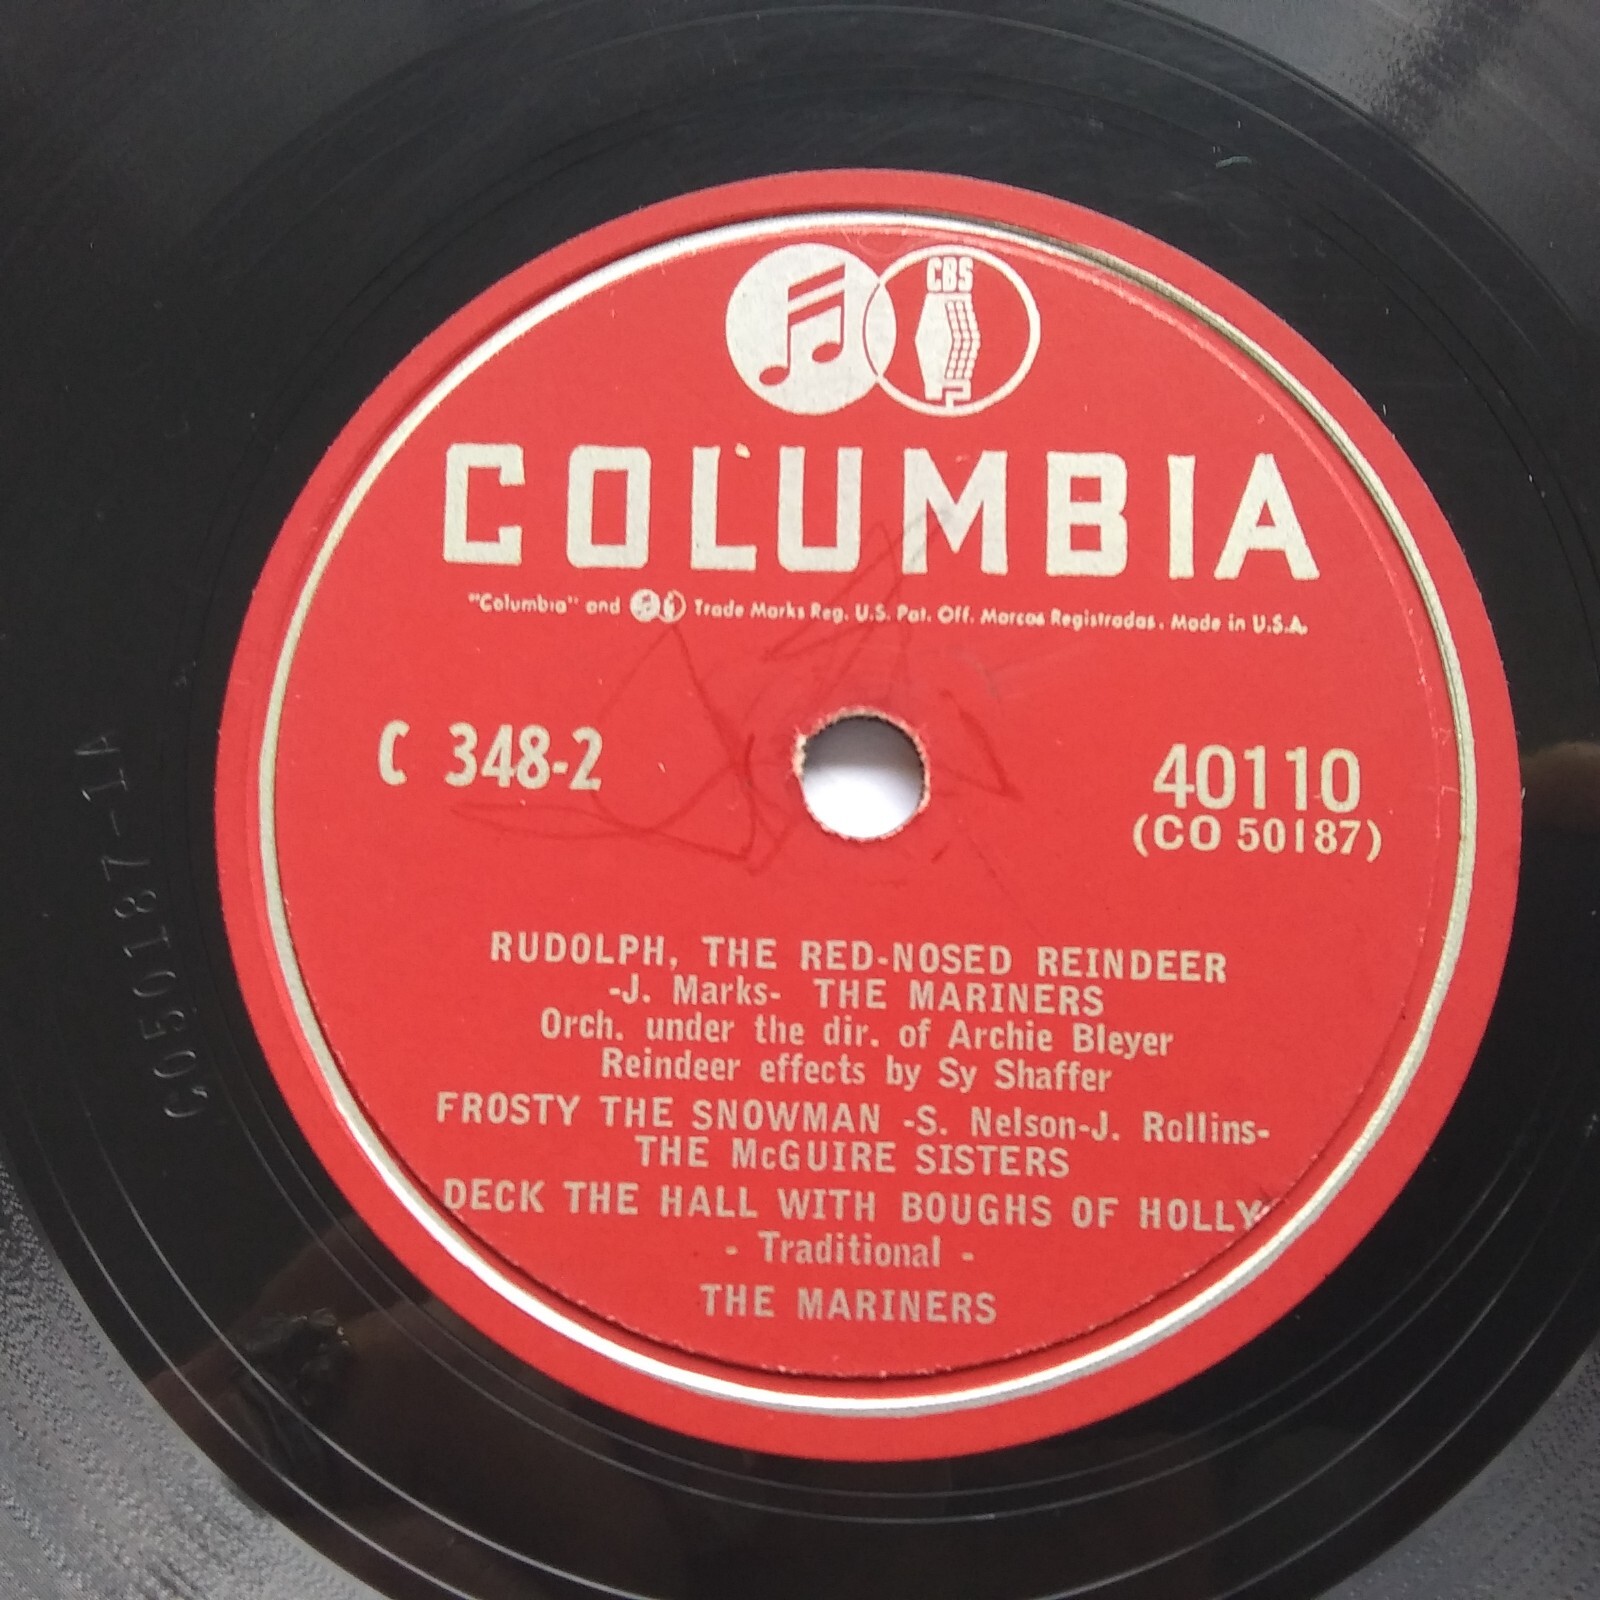 CBS
COLUMBIA
"Columbia" and Trade Marks Reg. U.S. Pat. Off. Marcas Registradas. Made in U.S.A.
C 348-2
40110
(CO 50187)
RUDOLPH, THE RED-NOSED REINDEER
-J. Marks- THE MARINERS
Orch. under the dir. of Archie Bleyer
Reindeer effects by Sy Shaffer
FROSTY THE SNOWMAN -S. Nelson-J. Rollins-
THE McGUIRE SISTERS
DECK THE HALL WITH BOUGHS OF HOLLY
- Traditional -
THE MARINERS
CO50187-1A